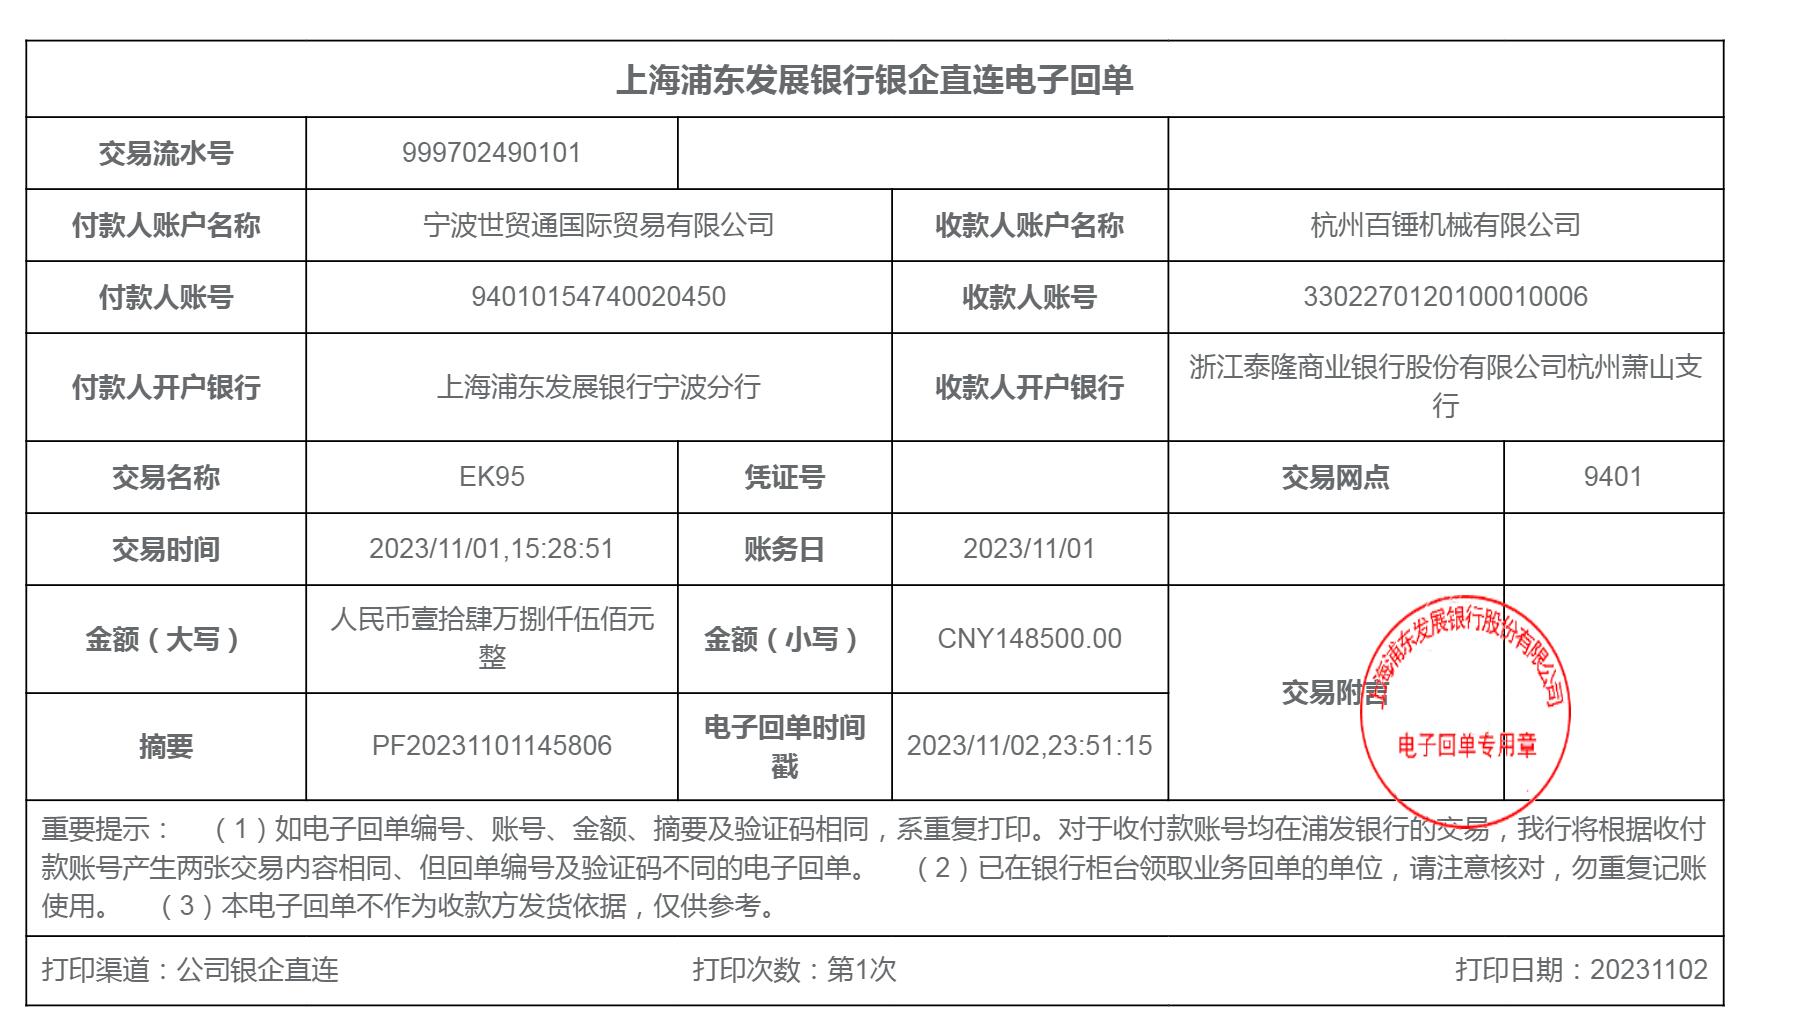 上海浦东发展银行银企直连电子回单
交易流水号 999702490101
付款人账户名称 宁波世贸通国际贸易有限公司 收款人账户名称 杭州百锤机械有限公司
付款人账号 94010154740020450 收款人账号 3302270120100010006
付款人开户银行 上海浦东发展银行宁波分行 收款人开户银行 浙江泰隆商业银行股份有限公司杭州萧山支
行
交易名称 EK95 凭证号 交易网点 9401
交易时间 2023/11/01,15:28:51 账务日 2023/11/01
金额（大写） 人民币壹拾肆万捌仟伍佰元
整
金额（小写） CNY148500.00
交易附言
上海浦东发展银行股份有限公司
电子回单专用章
摘要 PF20231101145806 电子回单时间
戳
2023/11/02,23:51:15
重要提示： （1）如电子回单编号、账号、金额、摘要及验证码相同，系重复打印。对于收付款账号均在浦发银行的交易，我行将根据收付
款账号产生两张交易内容相同、但回单编号及验证码不同的电子回单。 （2）已在银行柜台领取业务回单的单位，请注意核对，勿重复记账
使用。 （3）本电子回单不作为收款方发货依据，仅供参考。
打印渠道：公司银企直连 打印次数：第1次 打印日期：20231102